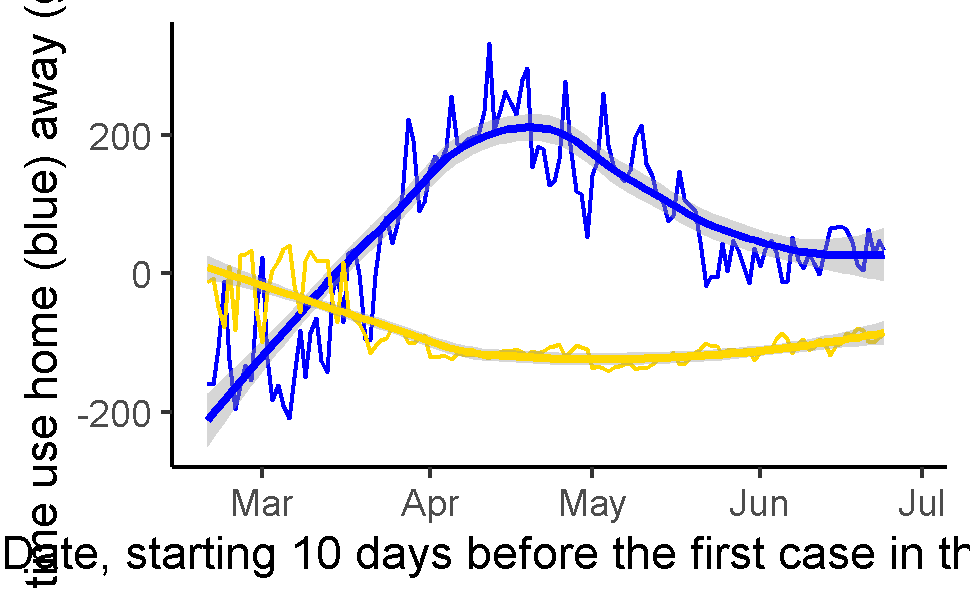 time use home (blue) away (
200
0
-200
Mar Apr May Jun Jul
Date, starting 10 days before the first case in th